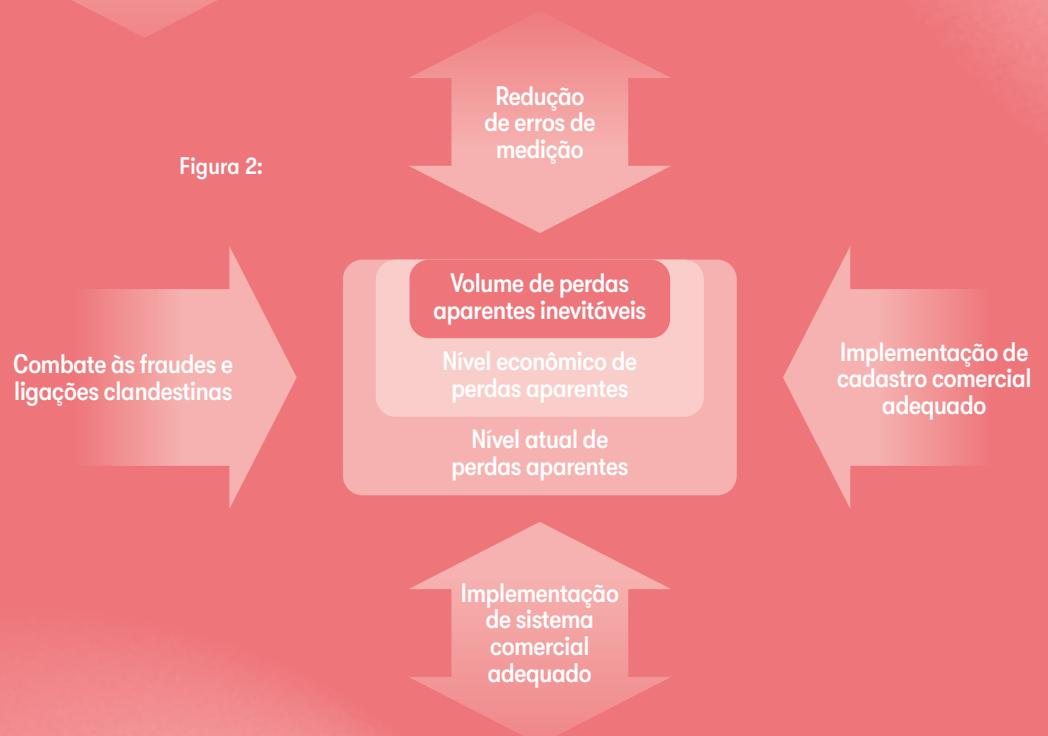 Redução
de erros de
medição
Figura 2:
Volume de perdas
aparentes inevitáveis
Combate às fraudes e
ligações clandestinas
Nível econômico de
perdas aparentes
Implementação de
cadastro comercial
adequado
Nível atual de
perdas aparentes
Implementação
de sistema
comercial
adequado